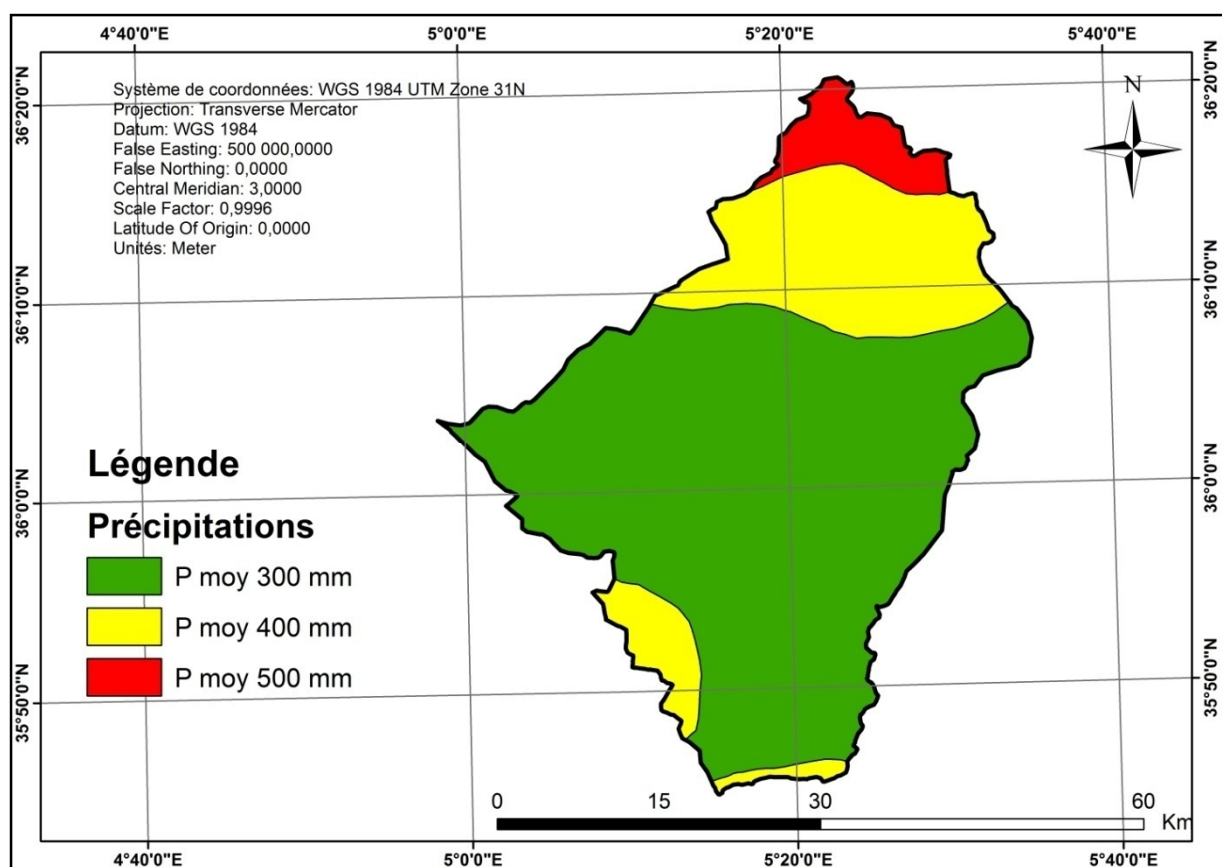 4°40'0"E 5°0'0"E 5°20'0"E 5°40'0"E
Système de coordonnées: WGS 1984 UTM Zone 31N
Projection: Transverse Mercator
Datum: WGS 1984
False Easting: 500 000,0000
False Northing: 0,0000
Central Meridian: 3,0000
Scale Factor: 0,9996
Latitude Of Origin: 0,0000
Unités: Meter
N
36°20'0"N 36°20'0"N
36°10'0"N 36°10'0"N
Légende
36°0'0"N 36°0'0"N
Précipitations
P moy 300 mm
P moy 400 mm
P moy 500 mm
35°50'0"N 35°50'0"N
0 15 30 60
Km
4°40'0"E 5°0'0"E 5°20'0"E 5°40'0"E